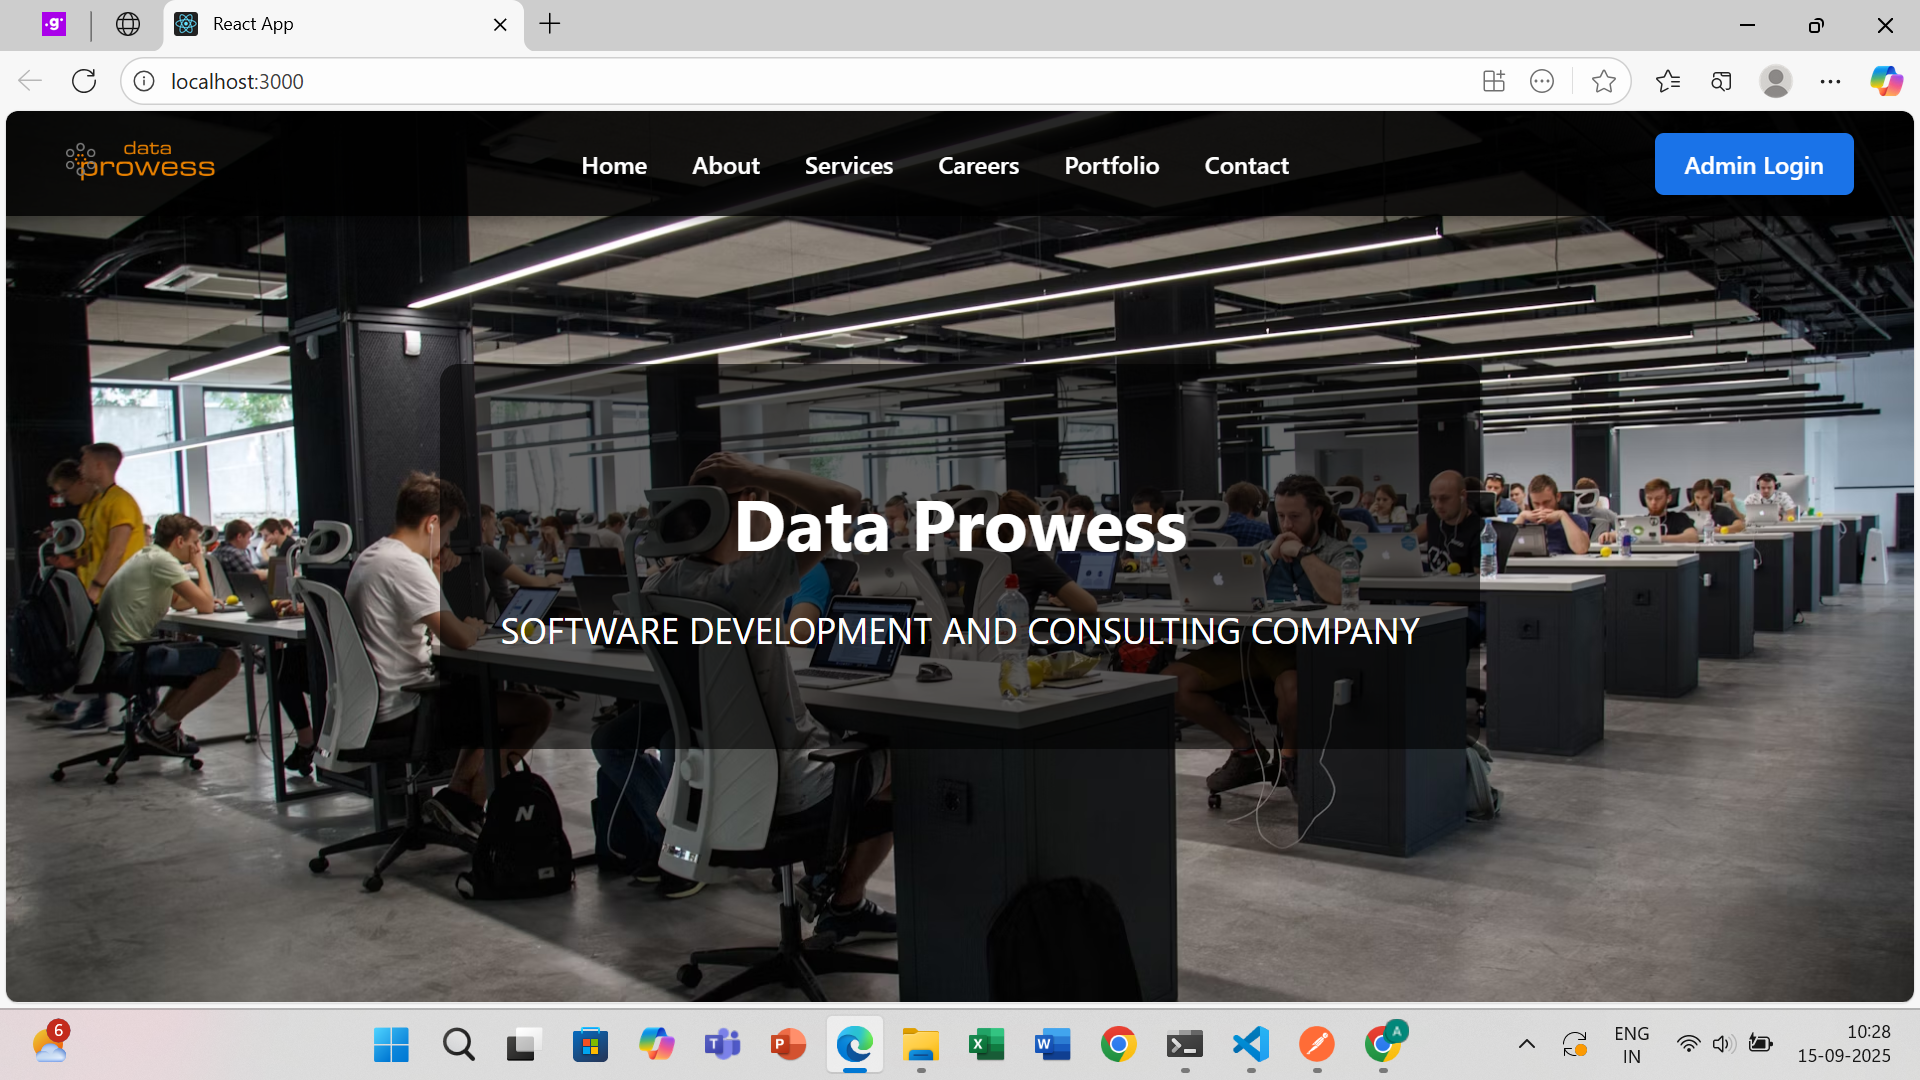 .g'
React App
localhost:3000
data
prowess
Home
About
Services
Careers
Portfolio
Contact
Admin Login
Data Prowess
SOFTWARE DEVELOPMENT AND CONSULTING COMPANY
N
6
T
P
X
W
A
ENG
IN
10:28
15-09-2025